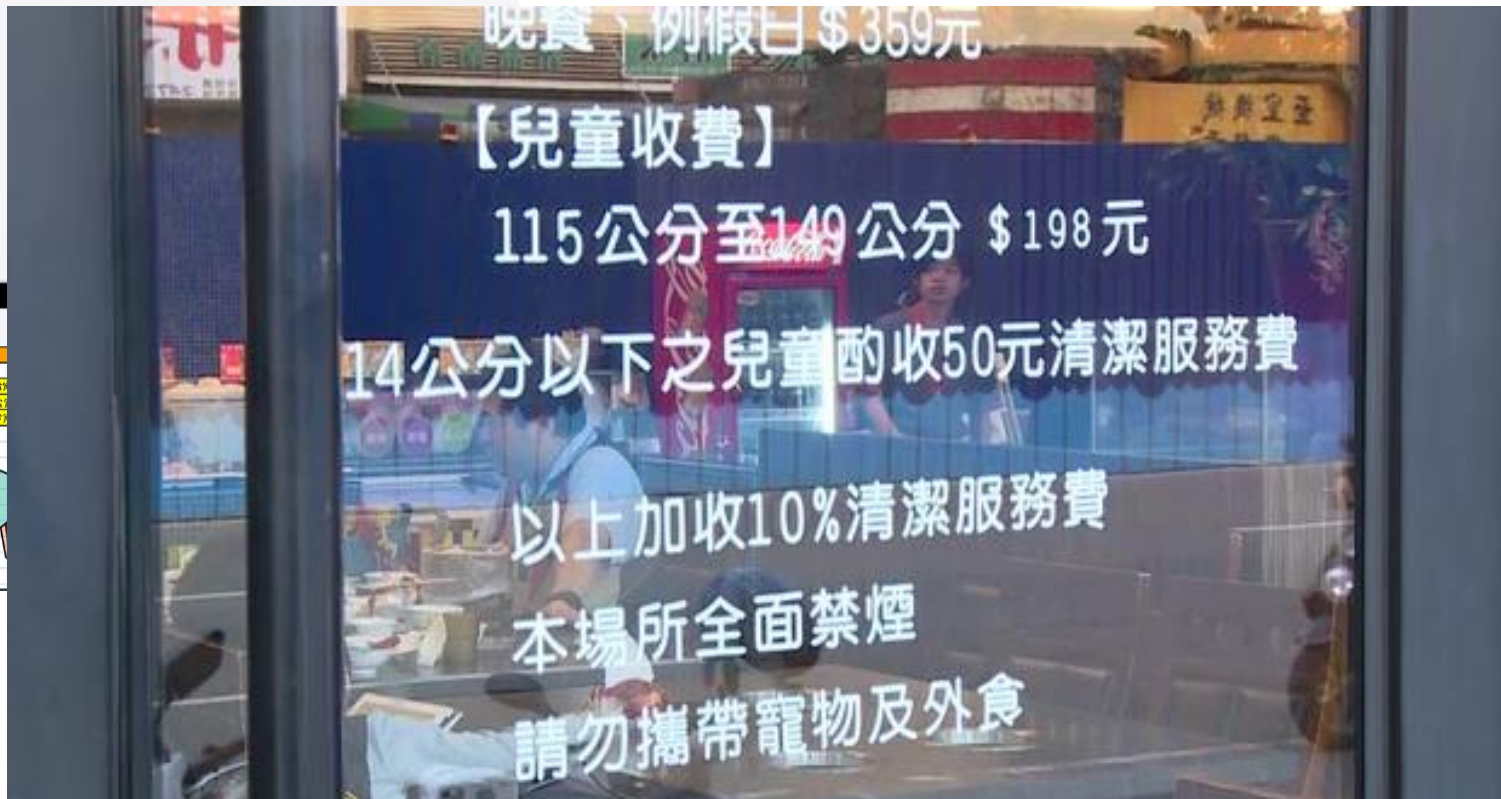 晚餐、例假日$359元
【兒童收費】
115公分至149公分 $198元
14公分以下之兒童酌收50元清潔服務費
以上加收10%清潔服務費
本場所全面禁煙
請勿攜帶寵物及外食